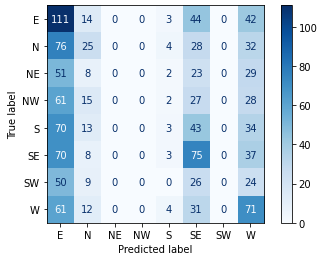 E 111 14 0 0 3 44 0 42
N 76 25 0 0 4 28 0 32
NE 51 8 0 0 2 23 0 29
NW 61 15 0 0 2 27 0 28
S 70 13 0 0 3 43 0 34
SE 70 8 0 0 3 75 0 37
SW 50 9 0 0 0 26 0 24
W 61 12 0 0 4 31 0 71
E N NE NW S SE SW W
Predicted label
True label
100
80
60
40
20
0